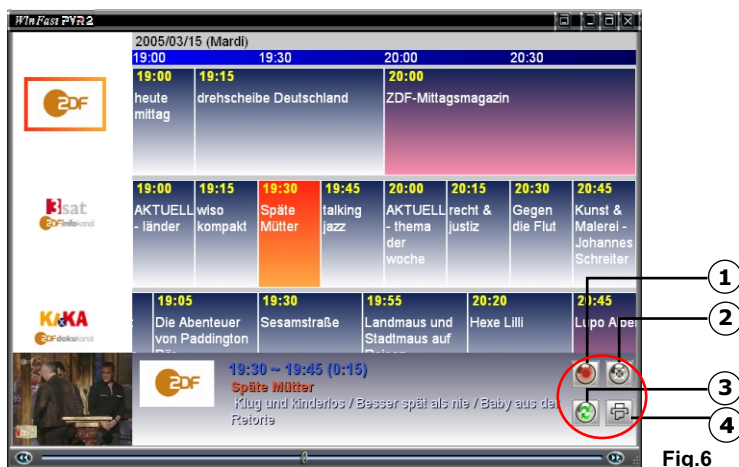 WinFast PVR2
2005/03/15 (Mardi)
19:00 19:30 20:00 20:30
ZDF
19:00 19:15 20:00
heute
mittag
drehscheibe Deutschland
ZDF-Mittagsmagazin
3sat
ZDFinfokanal
19:00 19:15 19:30 19:45 20:00 20:15 20:30 20:45
AKTUELL
- länder
wiso
kompakt
Späte
Mütter
talking
jazz
AKTUELL
- thema
der
woche
recht &
justiz
Gegen
die Flut
Kunst &
Malerei -
Johannes
Schreiter
KI.KA
ZDFdokukanal
19:05 19:30 19:55 20:20 20:45
Die Abenteuer
von Paddington
Sesamstraße
Landmaus und
Stadtmaus auf
Hexe Lilli
Lupo
ZDF
19:30 ~ 19:45 (0:15)
Späte Mütter
Klug und kinderlos / Besser spät als nie / Baby aus der
Retorte
1
2
3
4
Fig.6